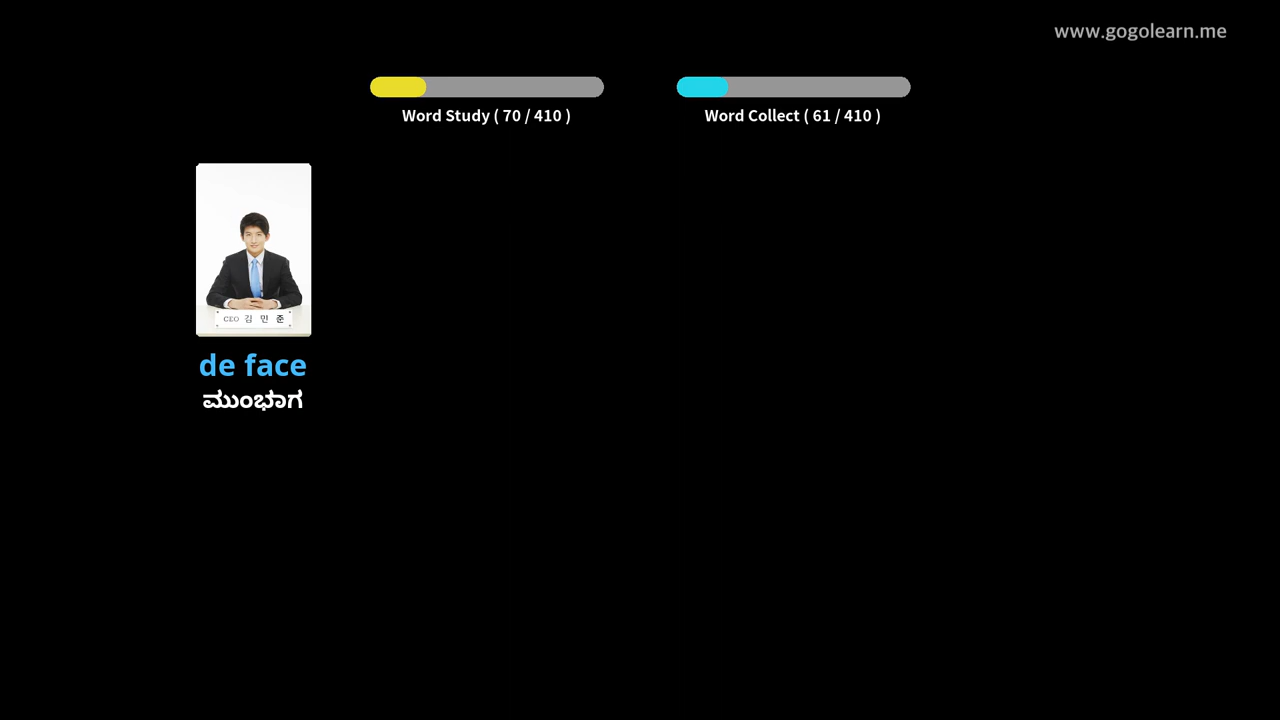 www.gogolearn.me
Word Study ( 70 / 410 )
Word Collect ( 61 / 410 )
CEO 김 민 준
de face
ಮುಂಭಾಗ